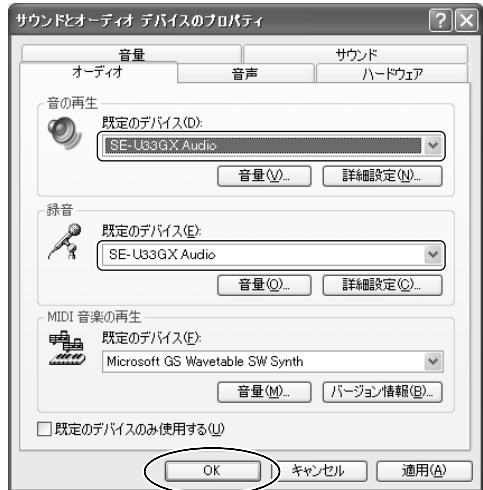 サウンドとオーディオ デバイスのプロパティ
音量 サウンド
オーディオ 音声 ハードウェア
音の再生
既定のデバイス(D):
SE-U33GX Audio
音量(V)... 詳細設定(N)...
録音
既定のデバイス(E):
SE-U33GX Audio
音量(O)... 詳細設定(C)...
MIDI 音楽の再生
既定のデバイス(F):
Microsoft GS Wavetable SW Synth
音量(M)... バージョン情報(B)...
既定のデバイスのみ使用する(U)
OK キャンセル 適用(A)